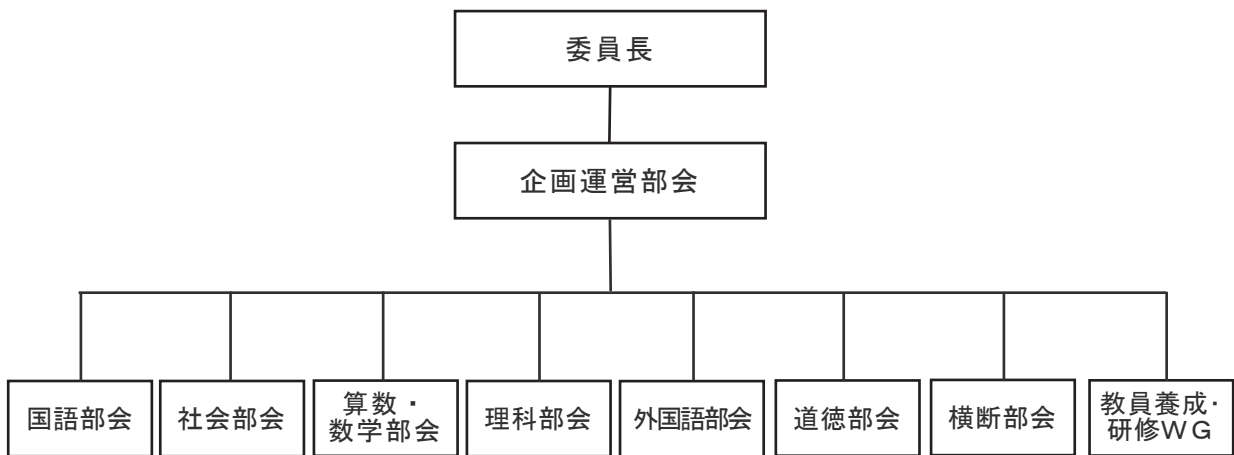 委員長
企画運営部会
国語部会
社会部会
算数・
数学部会
理科部会
外国語部会
道徳部会
横断部会
教員養成・
研修ＷＧ